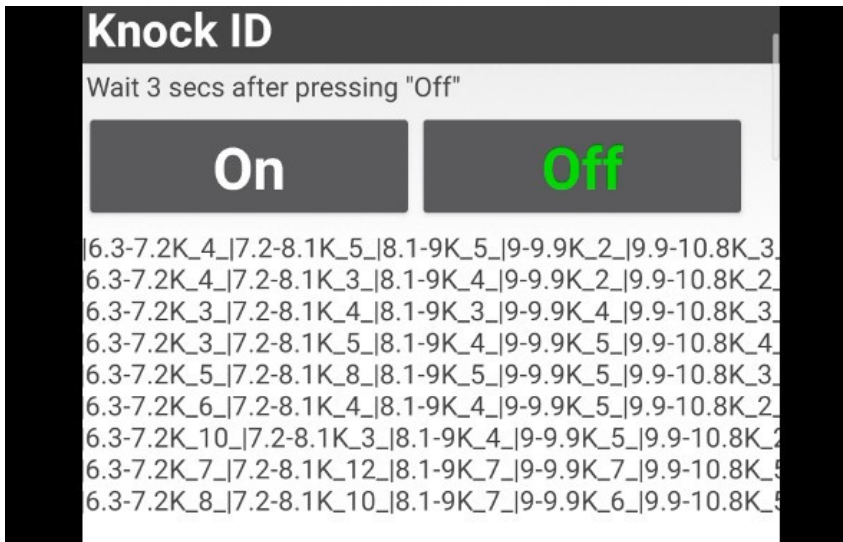 Knock ID
Wait 3 secs after pressing "Off"
On Off
|6.3-7.2K_4_|7.2-8.1K_5_|8.1-9K_5_|9-9.9K_2_|9.9-10.8K_3_
|6.3-7.2K_4_|7.2-8.1K_3_|8.1-9K_4_|9-9.9K_2_|9.9-10.8K_2_
|6.3-7.2K_3_|7.2-8.1K_4_|8.1-9K_3_|9-9.9K_4_|9.9-10.8K_3_
|6.3-7.2K_3_|7.2-8.1K_5_|8.1-9K_4_|9-9.9K_5_|9.9-10.8K_4_
|6.3-7.2K_5_|7.2-8.1K_8_|8.1-9K_5_|9-9.9K_5_|9.9-10.8K_3_
|6.3-7.2K_6_|7.2-8.1K_4_|8.1-9K_4_|9-9.9K_5_|9.9-10.8K_2_
|6.3-7.2K_10_|7.2-8.1K_3_|8.1-9K_4_|9-9.9K_5_|9.9-10.8K_2
|6.3-7.2K_7_|7.2-8.1K_12_|8.1-9K_7_|9-9.9K_7_|9.9-10.8K_5
|6.3-7.2K_8_|7.2-8.1K_10_|8.1-9K_7_|9-9.9K_6_|9.9-10.8K_5